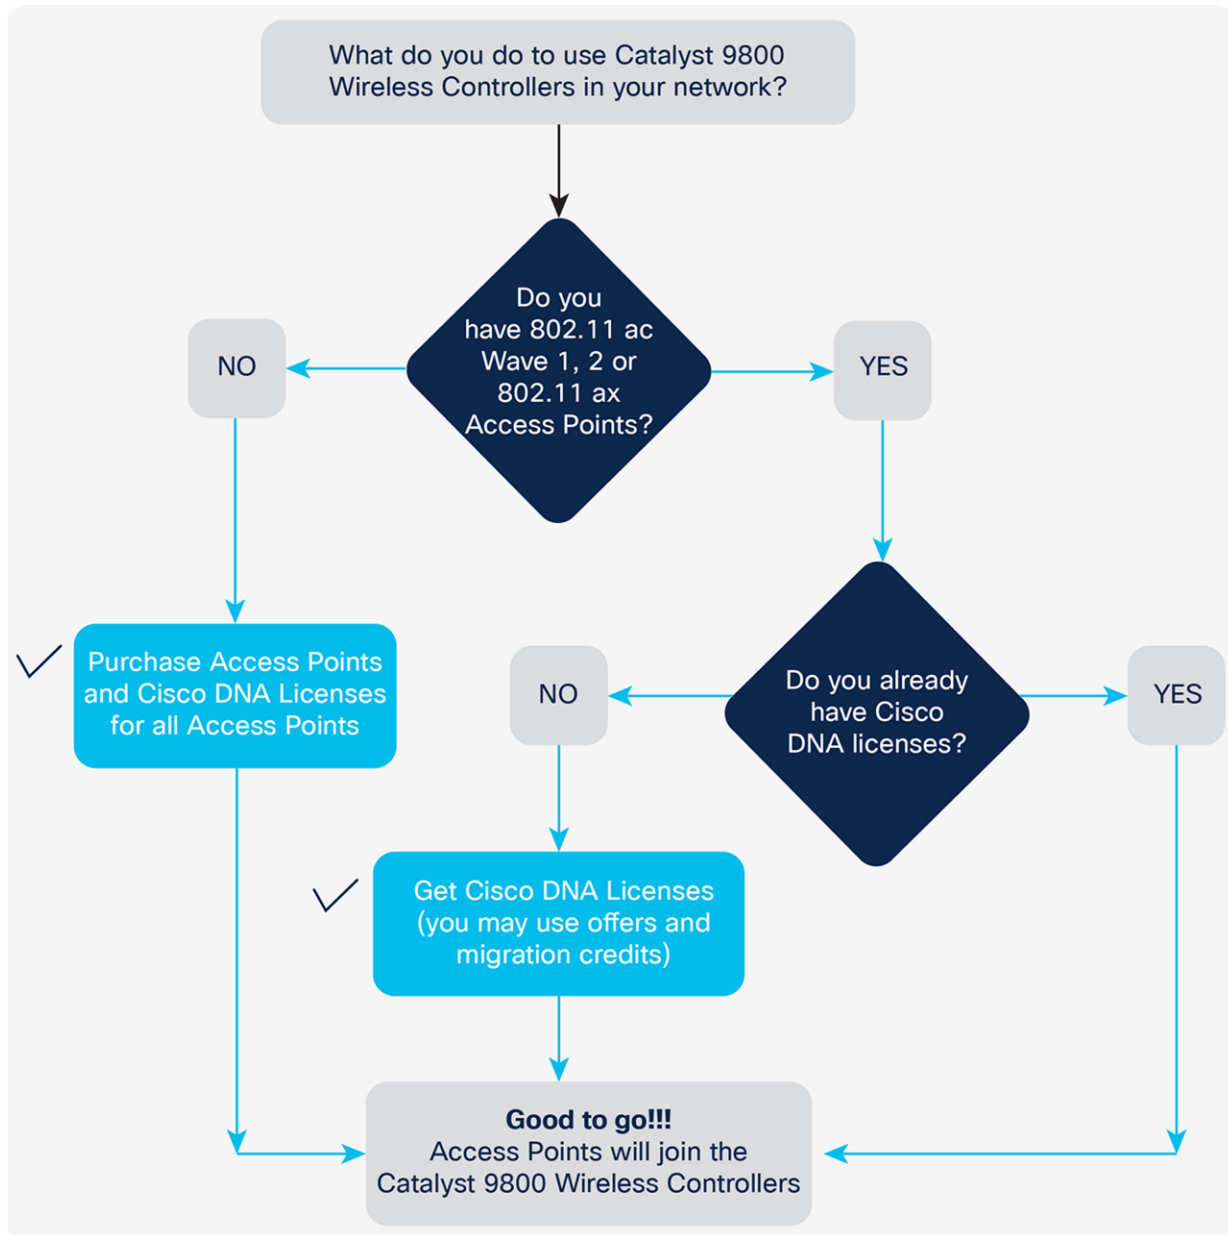 What do you do to use Catalyst 9800
Wireless Controllers in your network?
Do you
have 802.11 ac
Wave 1, 2 or
802.11 ax
Access Points?
NO
YES
Purchase Access Points
and Cisco DNA Licenses
for all Access Points
NO
Do you already
have Cisco
DNA licenses?
YES
Get Cisco DNA Licenses
(you may use offers and
migration credits)
Good to go!!!
Access Points will join the
Catalyst 9800 Wireless Controllers